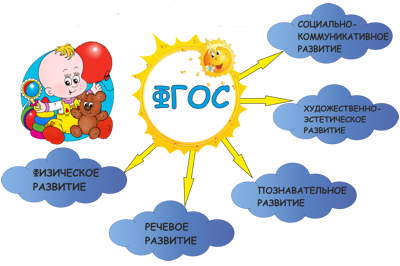 СОЦИАЛЬНО-
КОММУНИКАТИВНОЕ
РАЗВИТИЕ
ФГОС
ХУДОЖЕСТВЕННО-
ЭСТЕТИЧЕСКОЕ
РАЗВИТИЕ
ФИЗИЧЕСКОЕ
РАЗВИТИЕ
ПОЗНАВАТЕЛЬНОЕ
РАЗВИТИЕ
РЕЧЕВОЕ
РАЗВИТИЕ